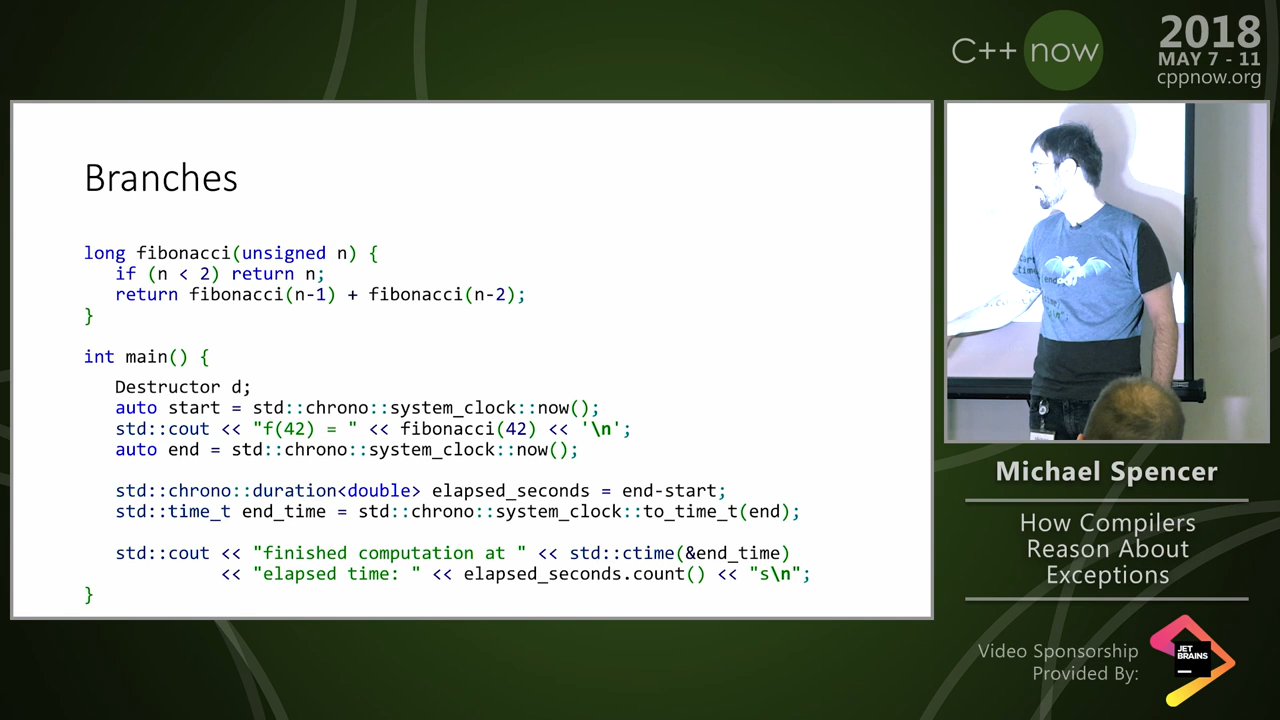 C++ now
2018
MAY 7 - 11
cppnow.org
Branches
long fibonacci(unsigned n) {
if (n < 2) return n;
return fibonacci(n-1) + fibonacci(n-2);
}
int main() {
Destructor d;
auto start = std::chrono::system_clock::now();
std::cout << "f(42) = " << fibonacci(42) << '\n';
auto end = std::chrono::system_clock::now();
std::chrono::duration<double> elapsed_seconds = end-start;
std::time_t end_time = std::chrono::system_clock::to_time_t(end);
std::cout << "finished computation at " << std::ctime(&end_time)
<< "elapsed time: " << elapsed_seconds.count() << "s\n";
}
Michael Spencer
How Compilers
Reason About
Exceptions
Video Sponsorship
Provided By:
JET
BRAINS